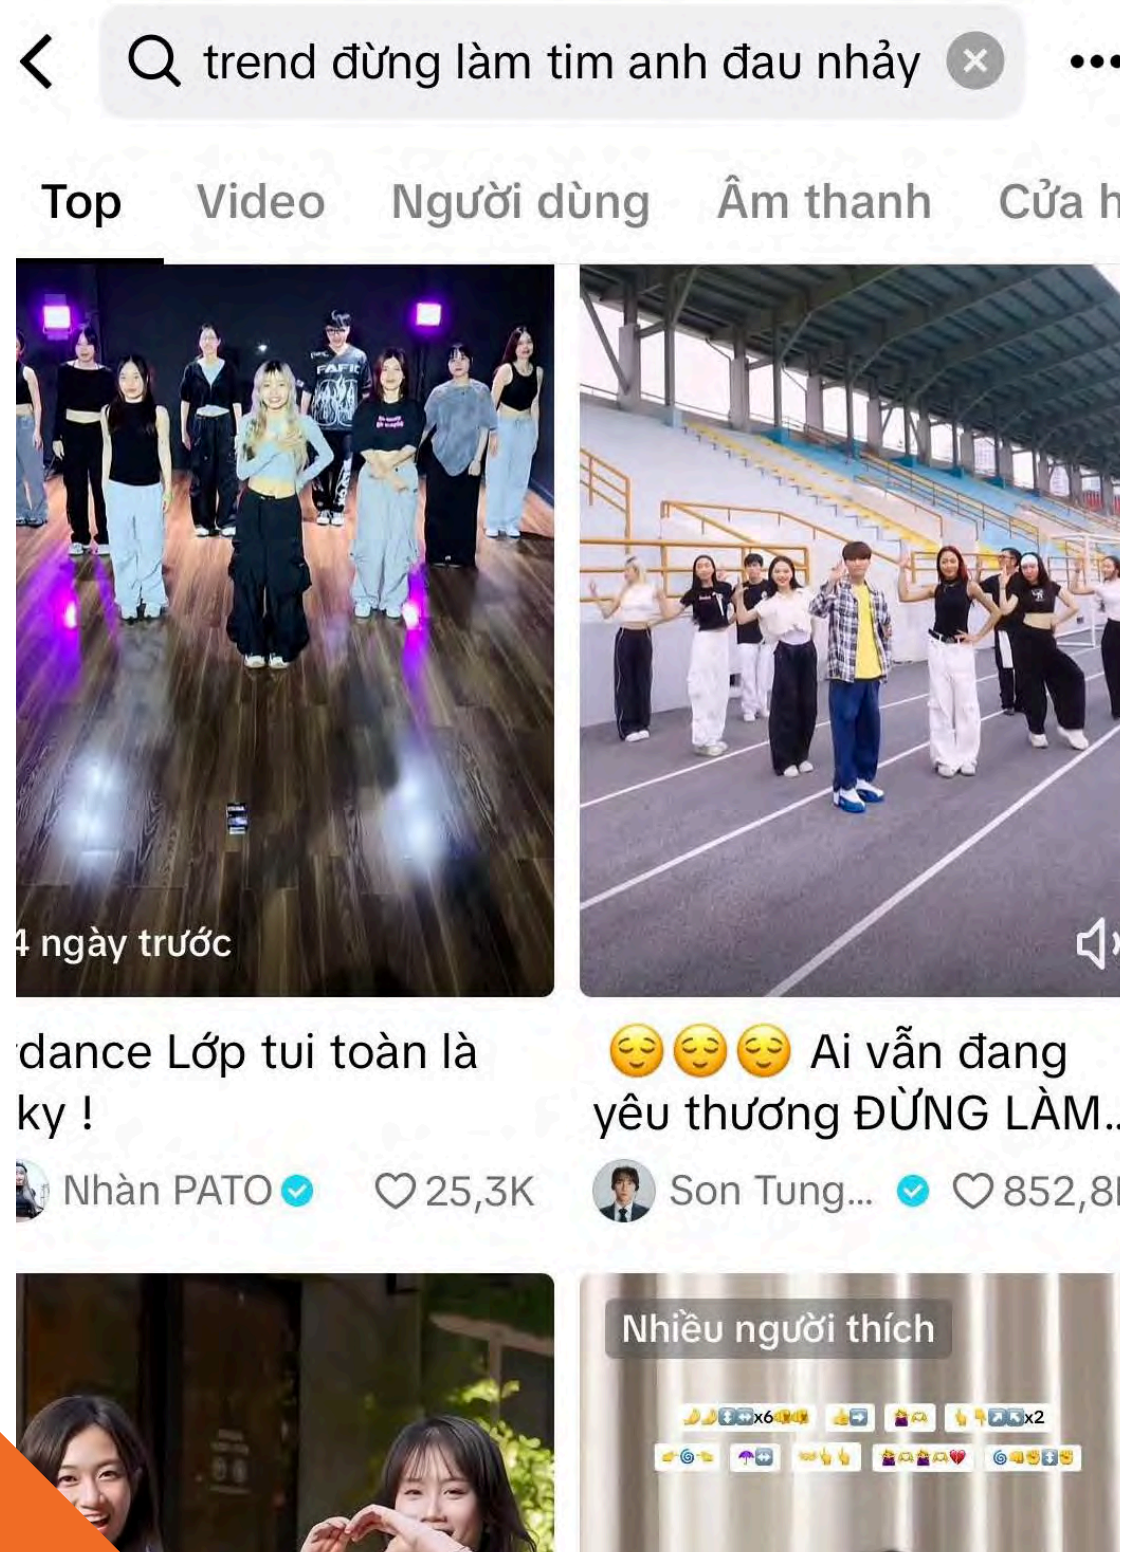 trend đừng làm tim anh đau nhảy
Top Video Người dùng Âm thanh Cửa h
FAFIC
4 ngày trước
dance Lớp tui toàn là
ky !
😌😌😌 Ai vẫn đang
yêu thương ĐỪNG LÀM...
Nhàn PATO 25,3K
Son Tung... 852,8
Nhiều người thích
x6
x2